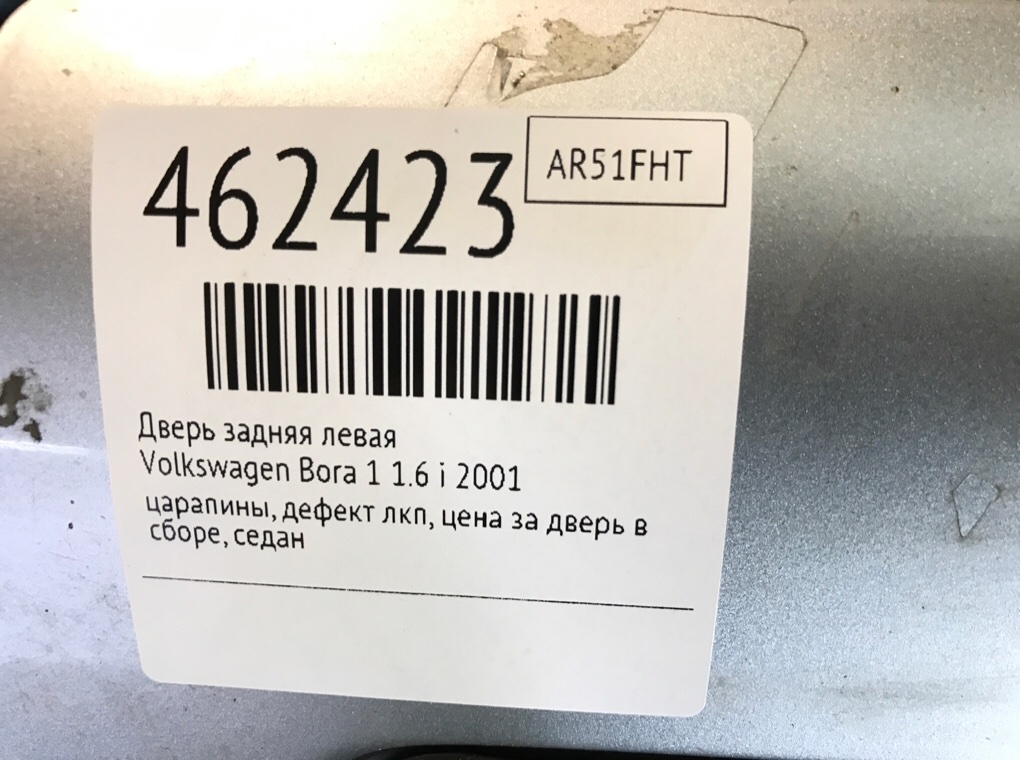 462423
AR51FHT
Дверь задняя левая
Volkswagen Bora 1 1.6 i 2001
царапины, дефект лкп, цена за дверь в
сборе, седан